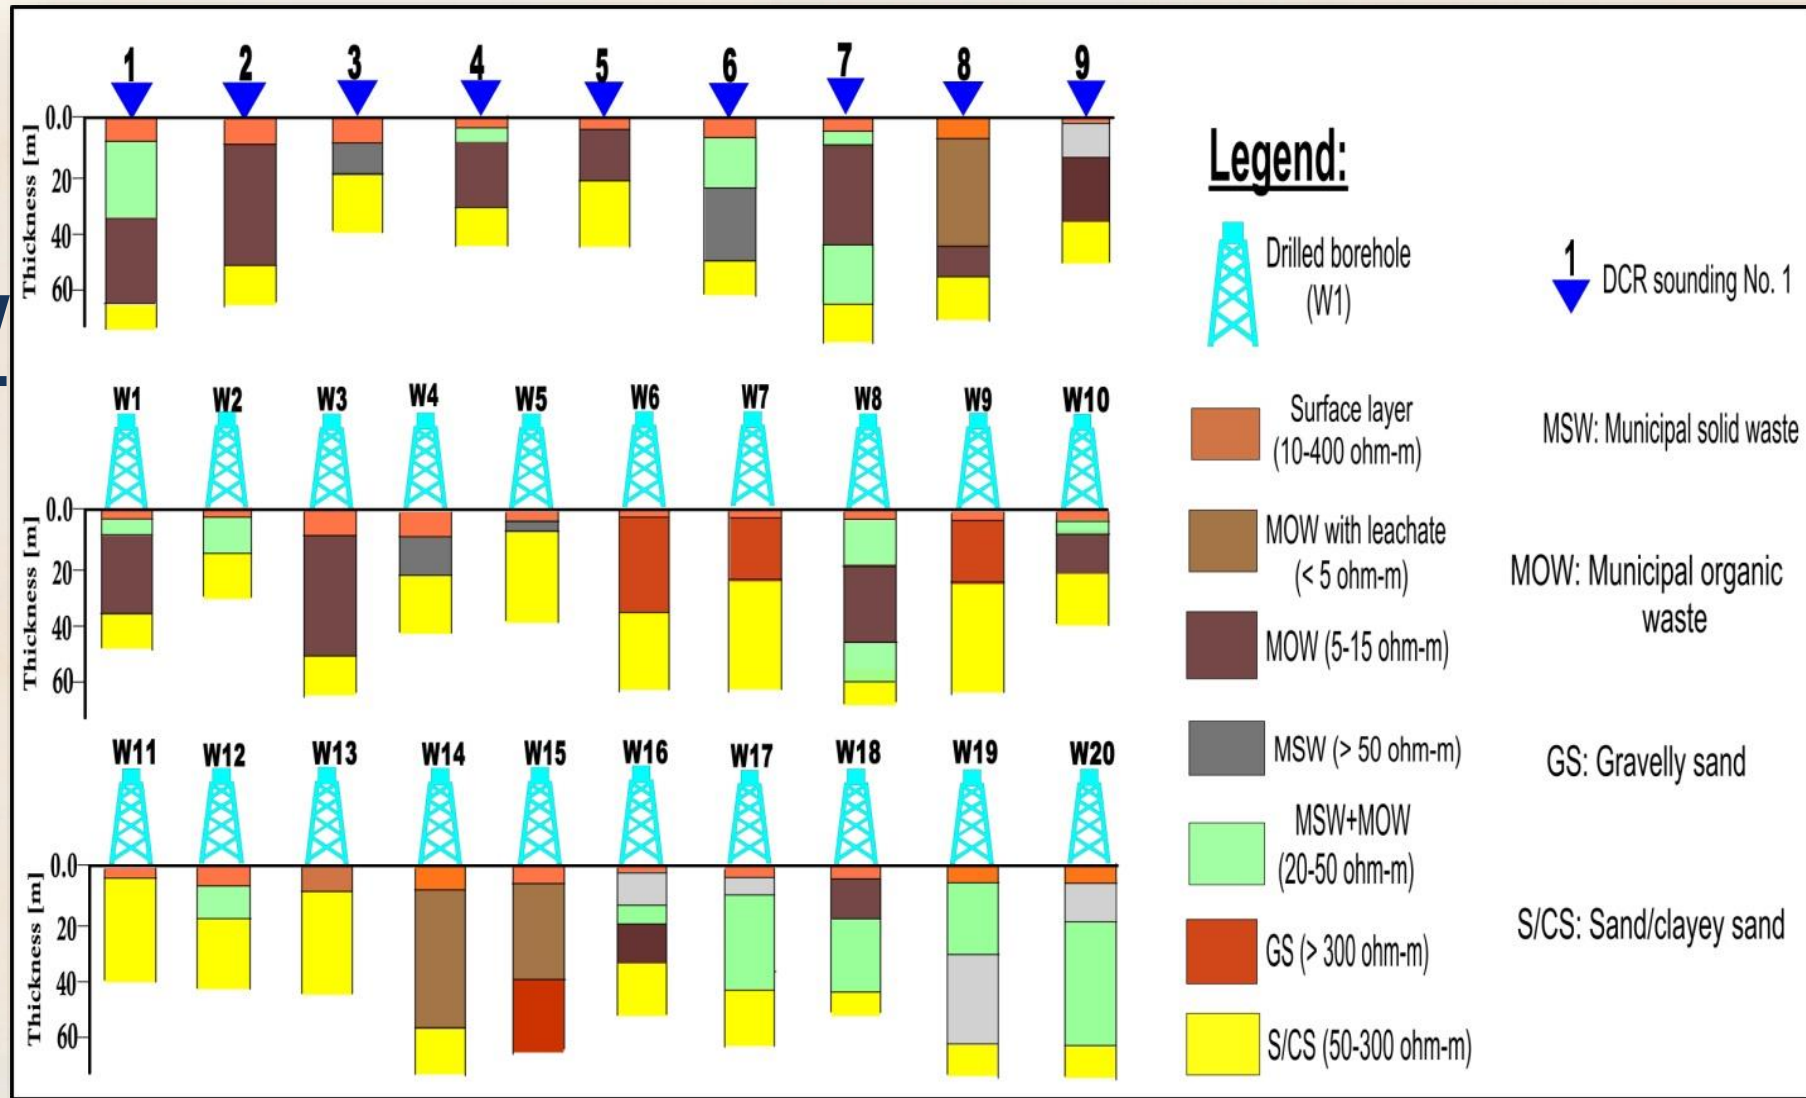 1 2 3 4 5 6 7 8 9
Thickness [m]
0.0
20
40
60
W1 W2 W3 W4 W5 W6 W7 W8 W9 W10
Thickness [m]
0.0
20
40
60
W11 W12 W13 W14 W15 W16 W17 W18 W19 W20
Thickness [m]
0.0
20
40
60
Legend:
Drilled borehole
(W1)
1
DCR sounding No. 1
Surface layer
(10-400 ohm-m)
MOW with leachate
(< 5 ohm-m)
MOW (5-15 ohm-m)
MSW (> 50 ohm-m)
MSW+MOW
(20-50 ohm-m)
GS (> 300 ohm-m)
S/CS (50-300 ohm-m)
MSW: Municipal solid waste
MOW: Municipal organic
waste
GS: Gravelly sand
S/CS: Sand/clayey sand